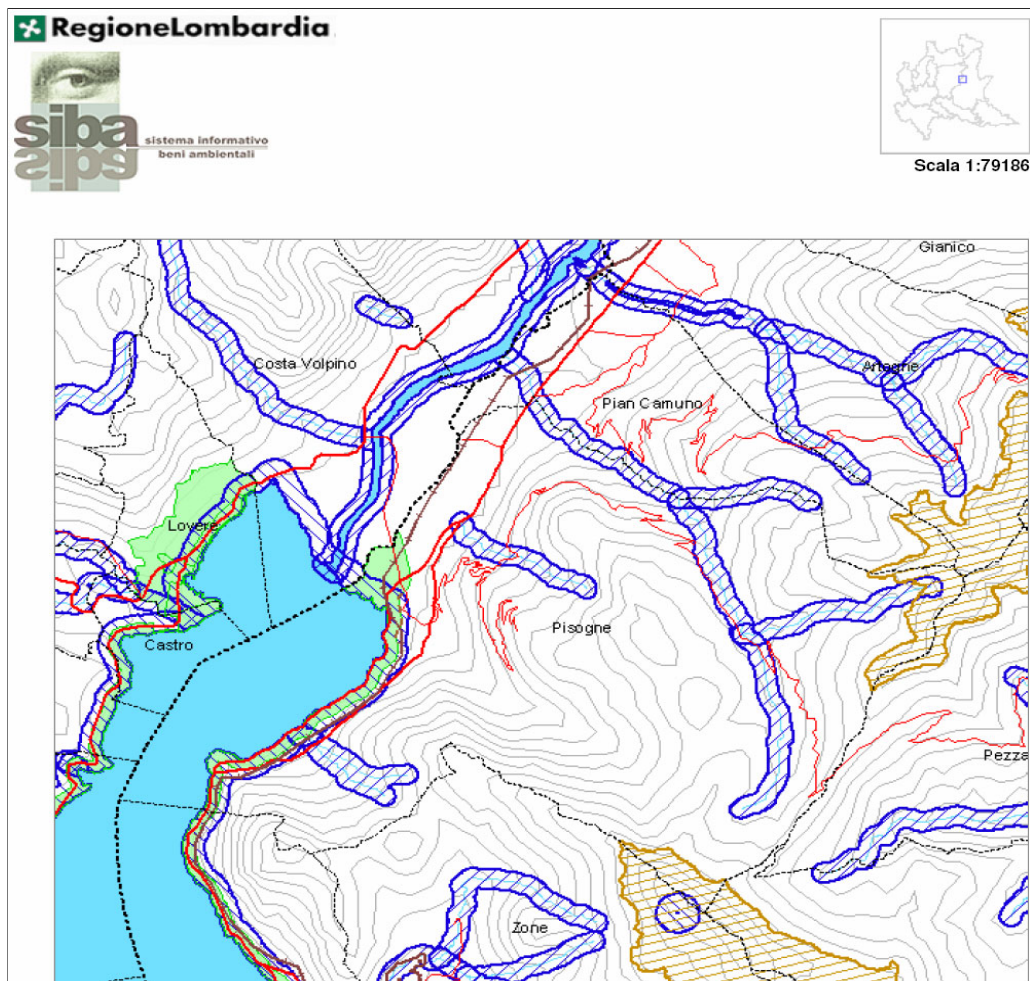 RegioneLombardia
siba
sistema informativo
beni ambientali
Scala 1:79186
Gianico
Costa Volpino
Artogne
Pian Camuno
Lovere
Castro
Pisogne
Pezza
Zone